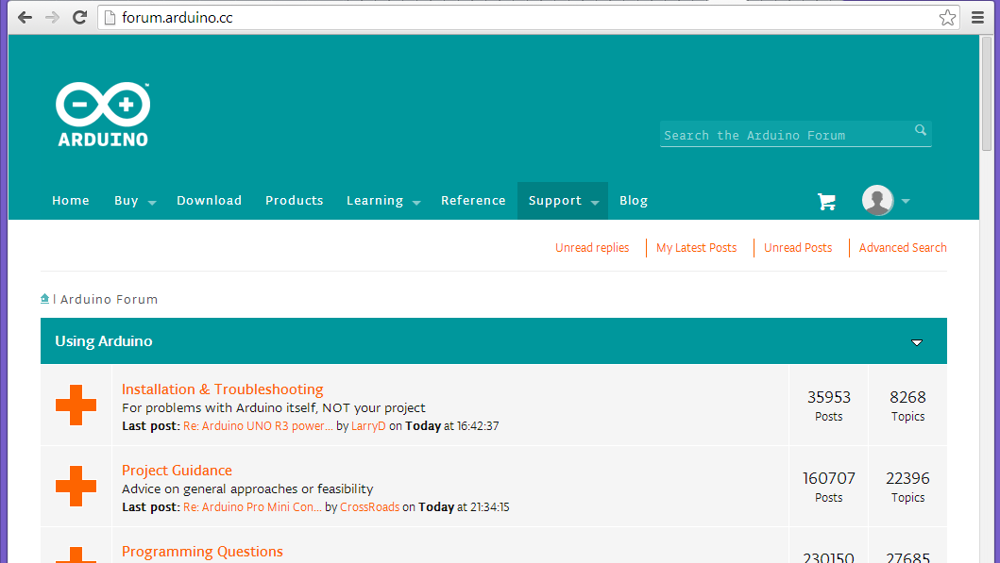 forum.arduino.cc
ARDUINO
TM
Search the Arduino Forum
Home Buy Download Products Learning Reference Support Blog
Unread replies My Latest Posts Unread Posts Advanced Search
| Arduino Forum
Using Arduino
Installation & Troubleshooting
For problems with Arduino itself, NOT your project
Last post: Re: Arduino UNO R3 power... by LarryD on Today at 16:42:37
35953
Posts
8268
Topics
Project Guidance
Advice on general approaches or feasibility
Last post: Re: Arduino Pro Mini Con... by CrossRoads on Today at 21:34:15
160707
Posts
22396
Topics
Programming Questions
230150
27685